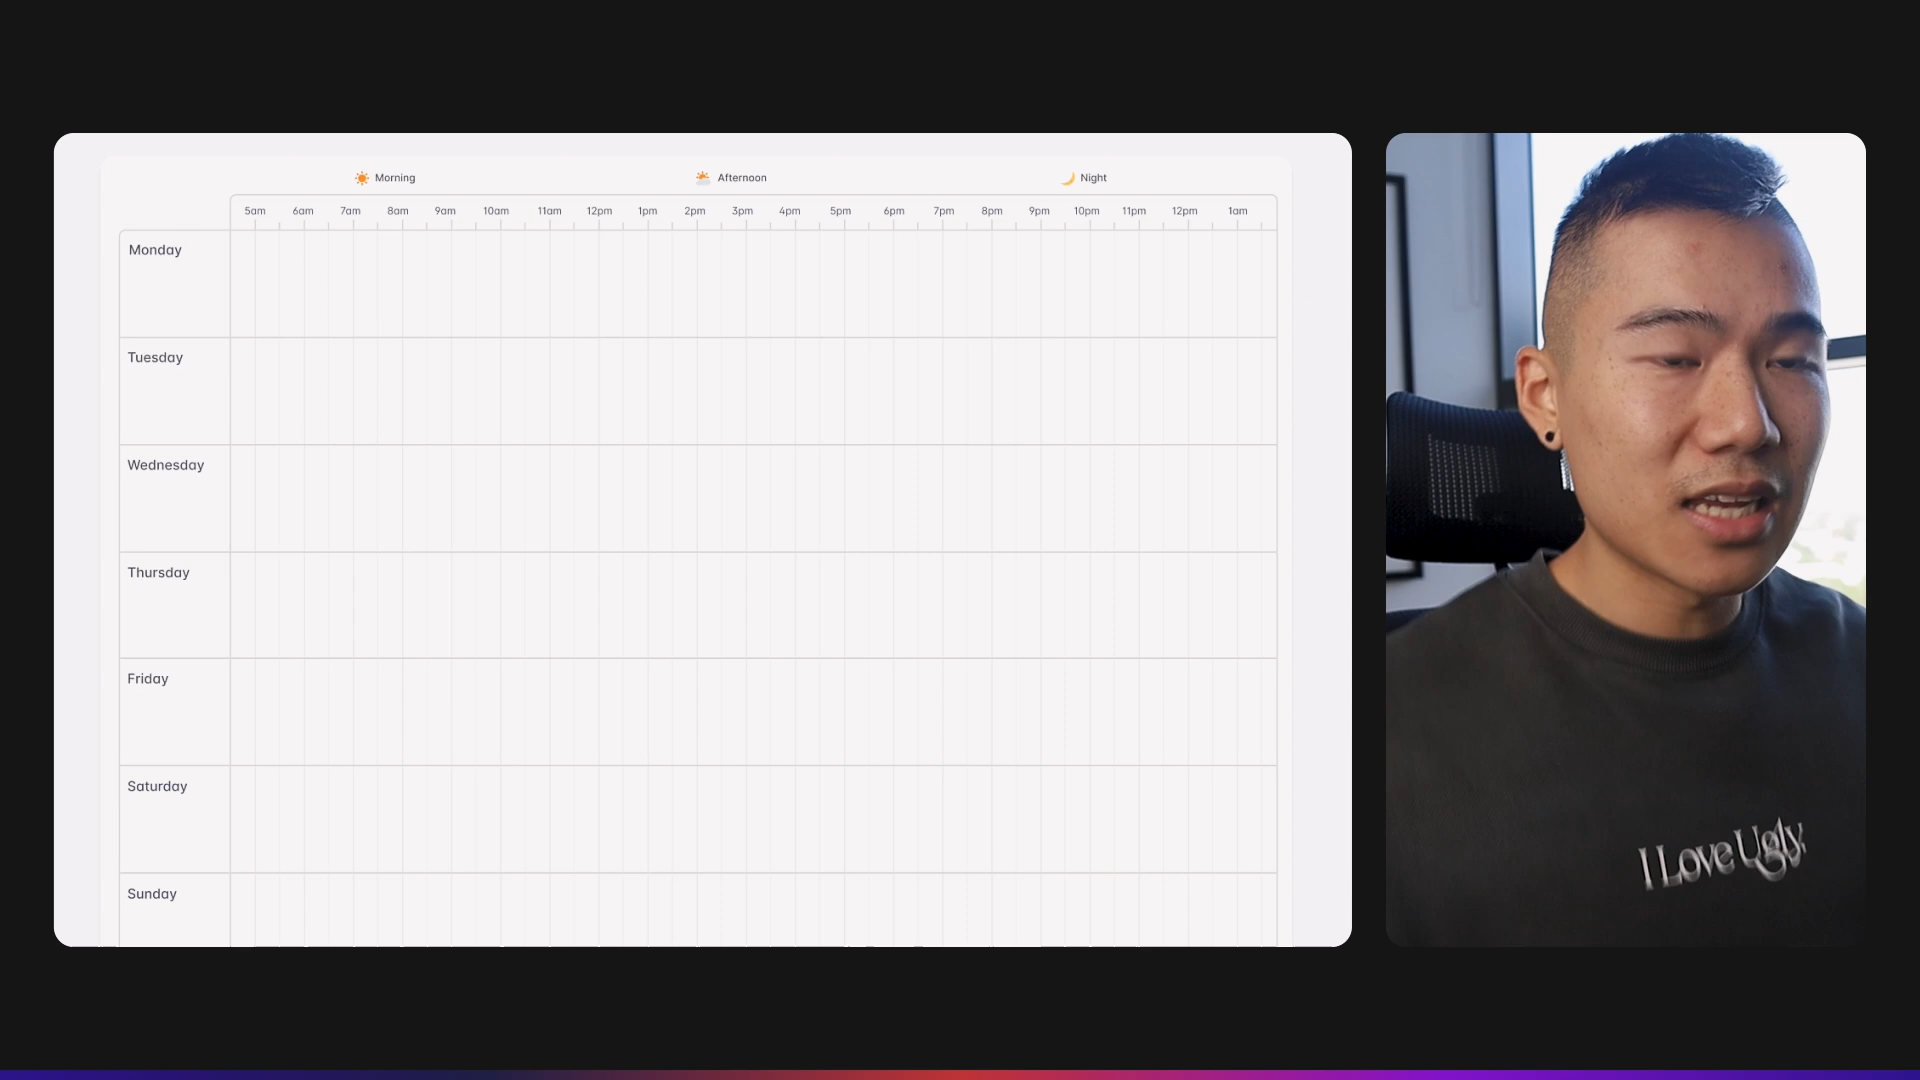 Morning Afternoon Night
5am 6am 7am 8am 9am 10am 11am 12pm 1pm 2pm 3pm 4pm 5pm 6pm 7pm 8pm 9pm 10pm 11pm 12pm 1am
Monday
Tuesday
Wednesday
Thursday
Friday
Saturday
Sunday
I Love Ugly